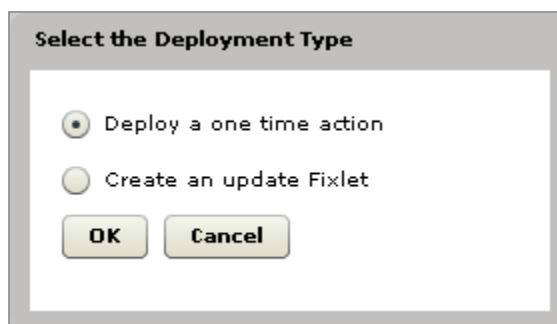 Select the Deployment Type
Deploy a one time action
Create an update Fixlet
OK Cancel